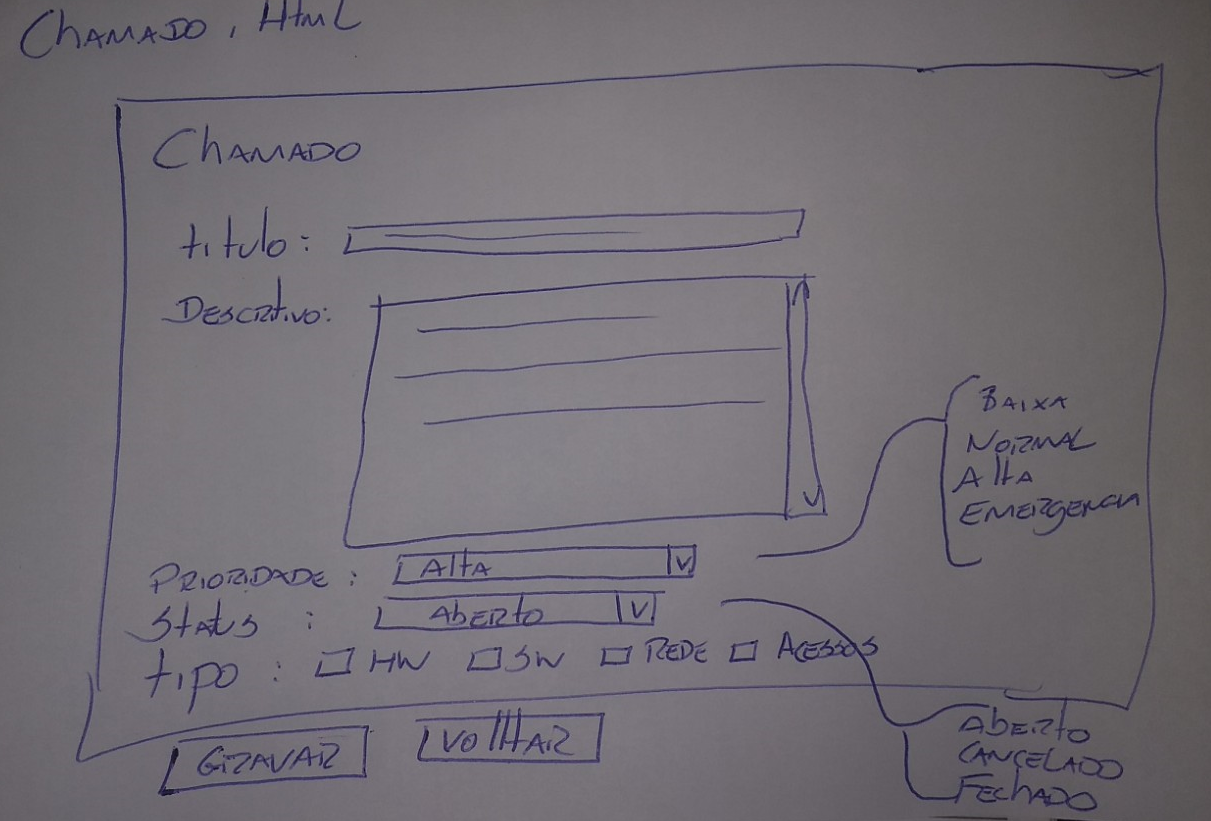 Chamado.Html
Chamado
titulo:
Descritivo:
Prioridade: Alta V
Status: Aberto V
tipo: HW SW Rede Acessos
Gravar Voltar
Baixa
Normal
Alta
Emergencia
Aberto
Cancelado
Fechado